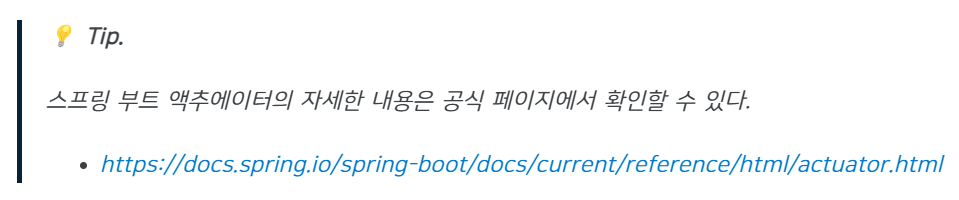 💡 Tip.
스프링 부트 액추에이터의 자세한 내용은 공식 페이지에서 확인할 수 있다.
• https://docs.spring.io/spring-boot/docs/current/reference/html/actuator.html